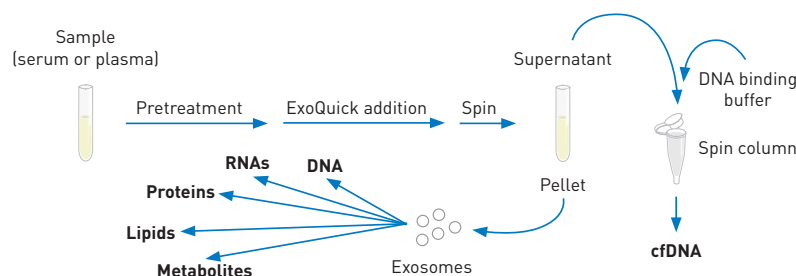 Sample
(serum or plasma)
Pretreatment
ExoQuick addition
Spin
Supernatant
DNA binding
buffer
Spin column
cfDNA
Pellet
Exosomes
DNA
RNAs
Proteins
Lipids
Metabolites